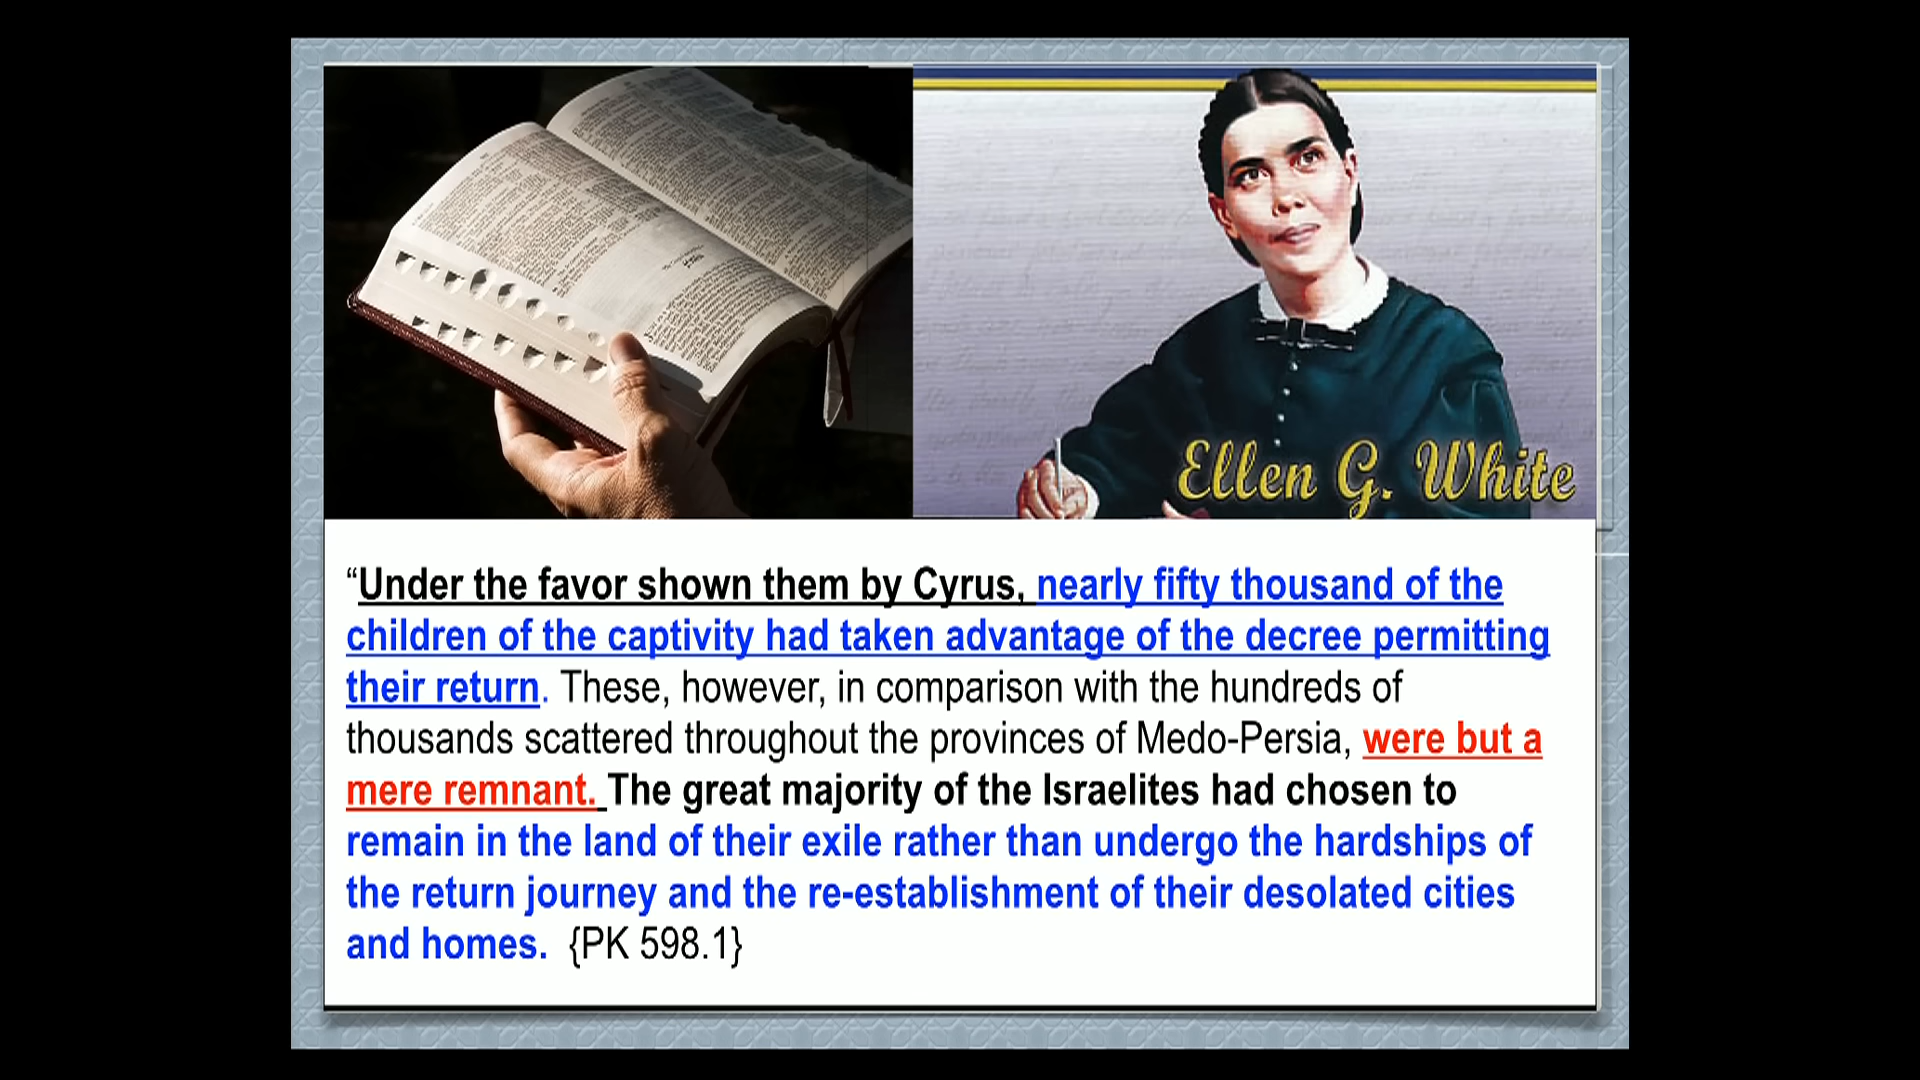 Ellen G. White
“Under the favor shown them by Cyrus, nearly fifty thousand of the
children of the captivity had taken advantage of the decree permitting
their return. These, however, in comparison with the hundreds of
thousands scattered throughout the provinces of Medo-Persia, were but a
mere remnant. The great majority of the Israelites had chosen to
remain in the land of their exile rather than undergo the hardships of
the return journey and the re-establishment of their desolated cities
and homes. {PK 598.1}